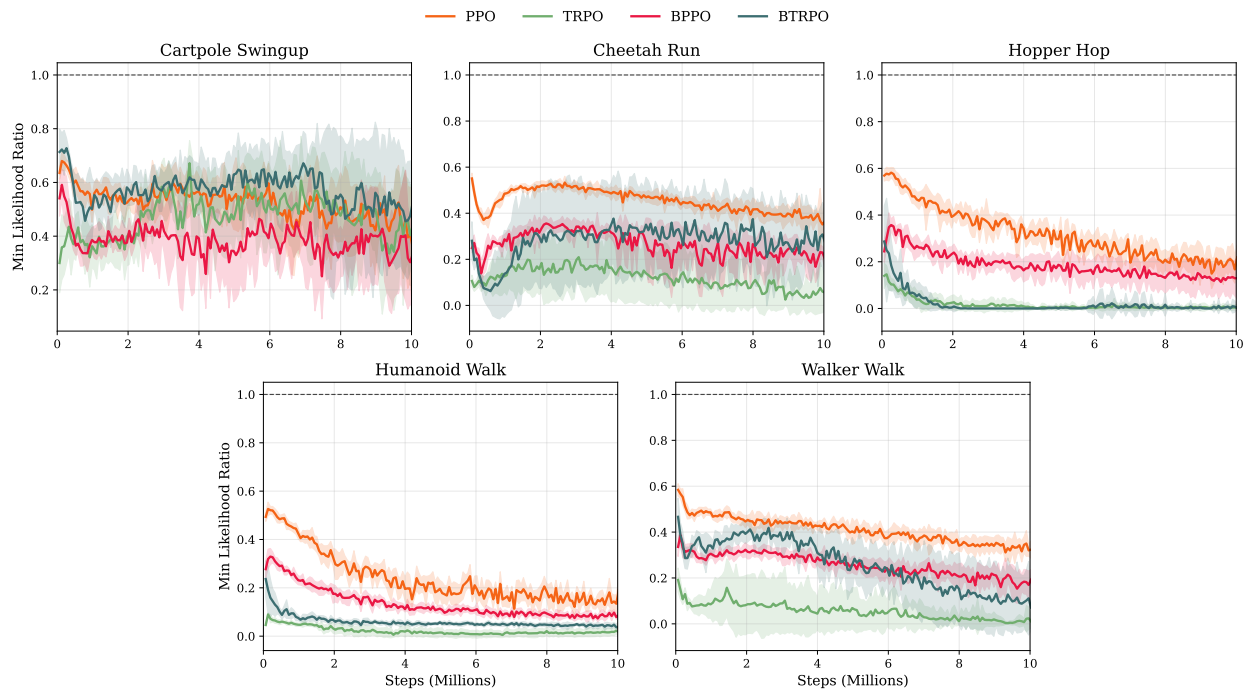 PPO TRPO BPPO BTRPO
Cartpole Swingup
Min Likelihood Ratio
1.0
0.8
0.6
0.4
0.2
0 2 4 6 8 10
Cheetah Run
1.0
0.8
0.6
0.4
0.2
0.0
0 2 4 6 8 10
Hopper Hop
1.0
0.8
0.6
0.4
0.2
0.0
0 2 4 6 8 10
Humanoid Walk
Min Likelihood Ratio
1.0
0.8
0.6
0.4
0.2
0.0
0 2 4 6 8 10
Steps (Millions)
Walker Walk
1.0
0.8
0.6
0.4
0.2
0.0
0 2 4 6 8 10
Steps (Millions)